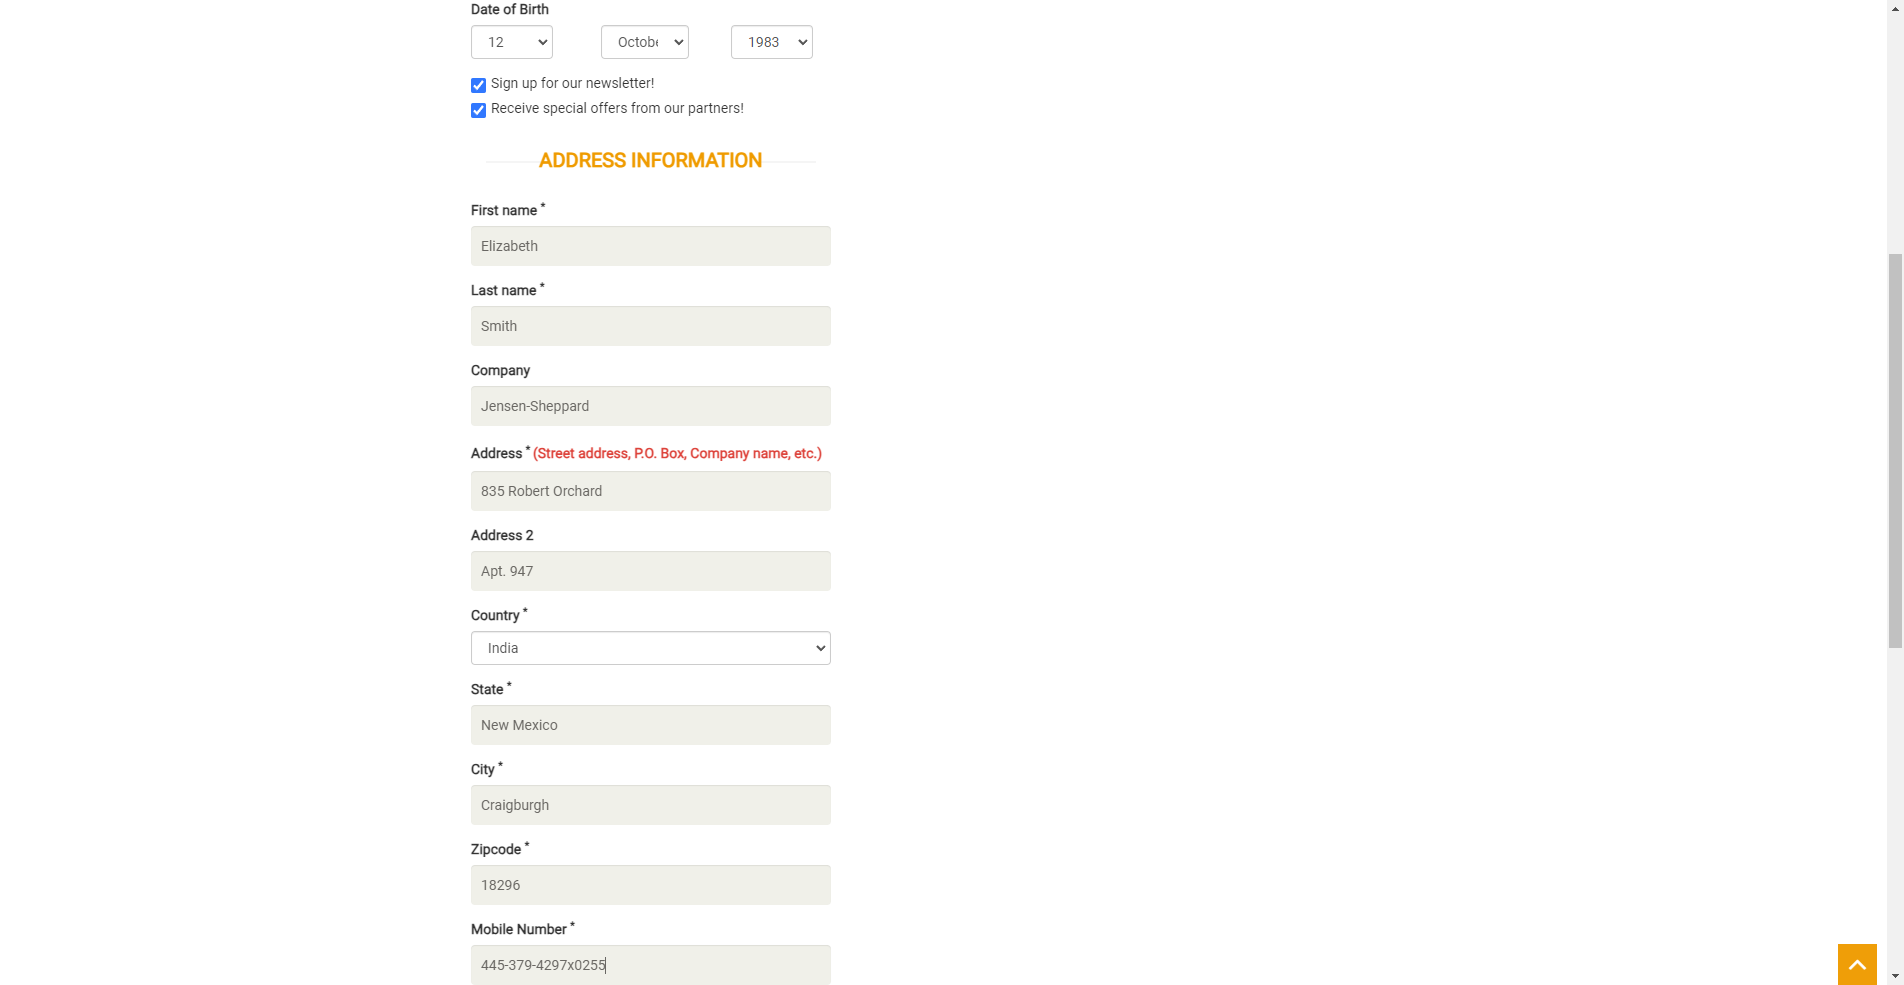 Date of Birth
12 Octobe 1983
Sign up for our newsletter!
Receive special offers from our partners!
ADDRESS INFORMATION
First name *
Elizabeth
Last name *
Smith
Company
Jensen-Sheppard
Address * (Street address, P.O. Box, Company name, etc.)
835 Robert Orchard
Address 2
Apt. 947
Country *
India
State *
New Mexico
City *
Craigburgh
Zipcode *
18296
Mobile Number *
445-379-4297x0255